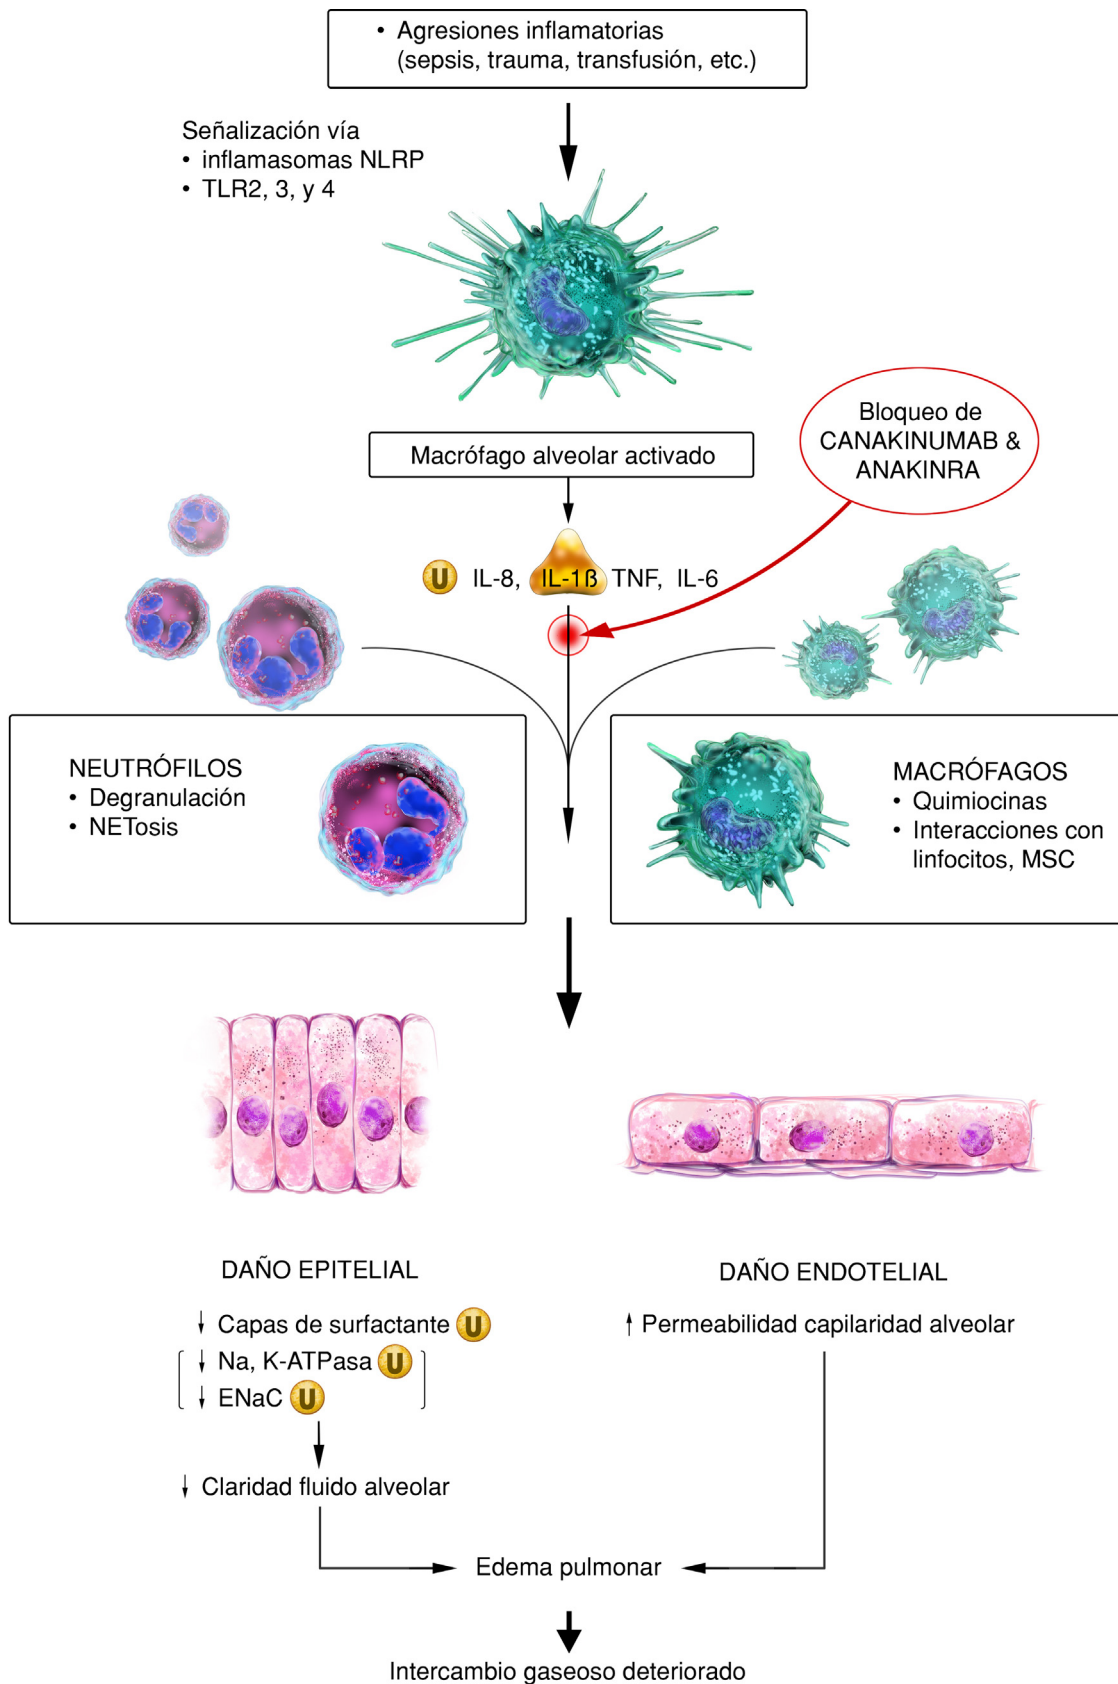 • Agresiones inflamatorias
(sepsis, trauma, transfusión, etc.)
Señalización vía
• inflamasomas NLRP
• TLR2, 3, y 4
Bloqueo de
CANAKINUMAB &
ANAKINRA
Macrófago alveolar activado
U IL-8, IL-1ß TNF, IL-6
NEUTRÓFILOS
• Degranulación
• NETosis
MACRÓFAGOS
• Quimiocinas
• Interacciones con
linfocitos, MSC
DAÑO EPITELIAL
↓ Capas de surfactante U
↓ Na, K-ATPasa U
↓ ENaC U
↓ Claridad fluido alveolar
DAÑO ENDOTELIAL
↑ Permeabilidad capilaridad alveolar
Edema pulmonar
Intercambio gaseoso deteriorado